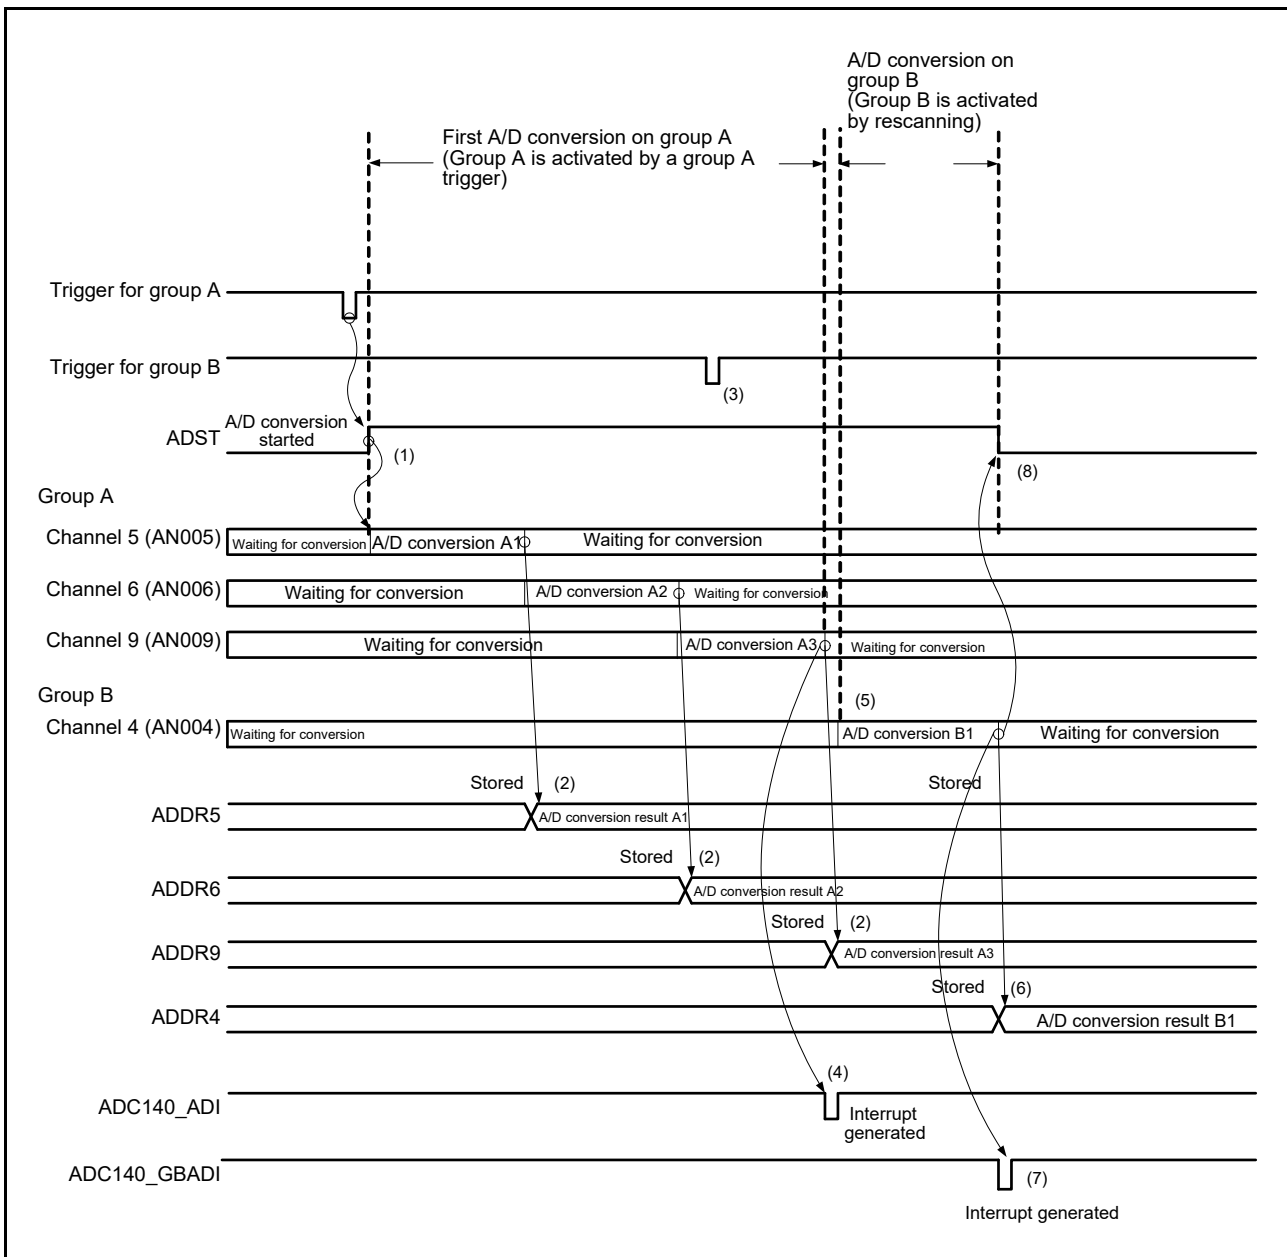 A/D conversion on
group B
(Group B is activated
by rescanning)
First A/D conversion on group A
(Group A is activated by a group A
trigger)
Trigger for group A
Trigger for group B
(3)
A/D conversion
started
ADST
(1)
(8)
Group A
Channel 5 (AN005) Waiting for conversion A/D conversion A1 Waiting for conversion
Channel 6 (AN006) Waiting for conversion A/D conversion A2 Waiting for conversion
Channel 9 (AN009) Waiting for conversion A/D conversion A3 Waiting for conversion
Group B
(5)
Channel 4 (AN004) Waiting for conversion A/D conversion B1 Waiting for conversion
Stored (2) Stored
ADDR5 A/D conversion result A1
Stored (2)
ADDR6 A/D conversion result A2
Stored (2)
ADDR9 A/D conversion result A3
Stored (6)
ADDR4 A/D conversion result B1
(4)
ADC140_ADI
Interrupt
generated
ADC140_GBADI
(7)
Interrupt generated